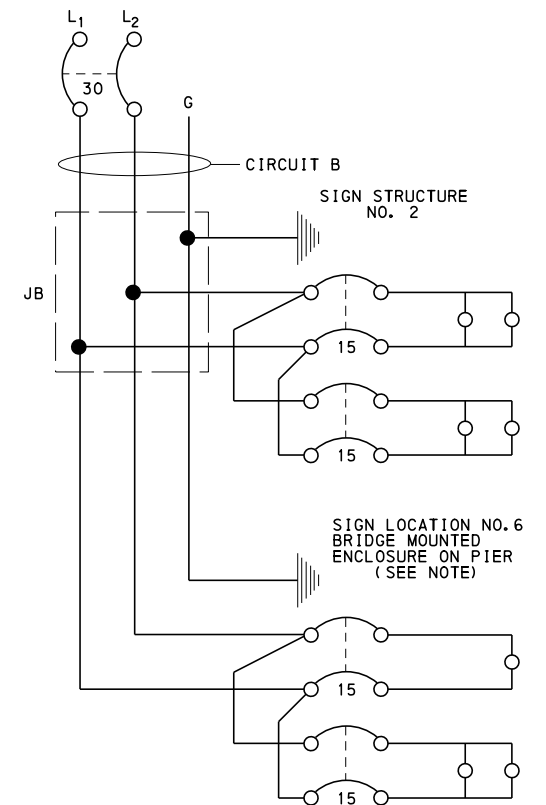 L1 L2
30
G
CIRCUIT B
SIGN STRUCTURE
NO. 2
JB
15
15
SIGN LOCATION NO.6
BRIDGE MOUNTED
ENCLOSURE ON PIER
(SEE NOTE)
15
15